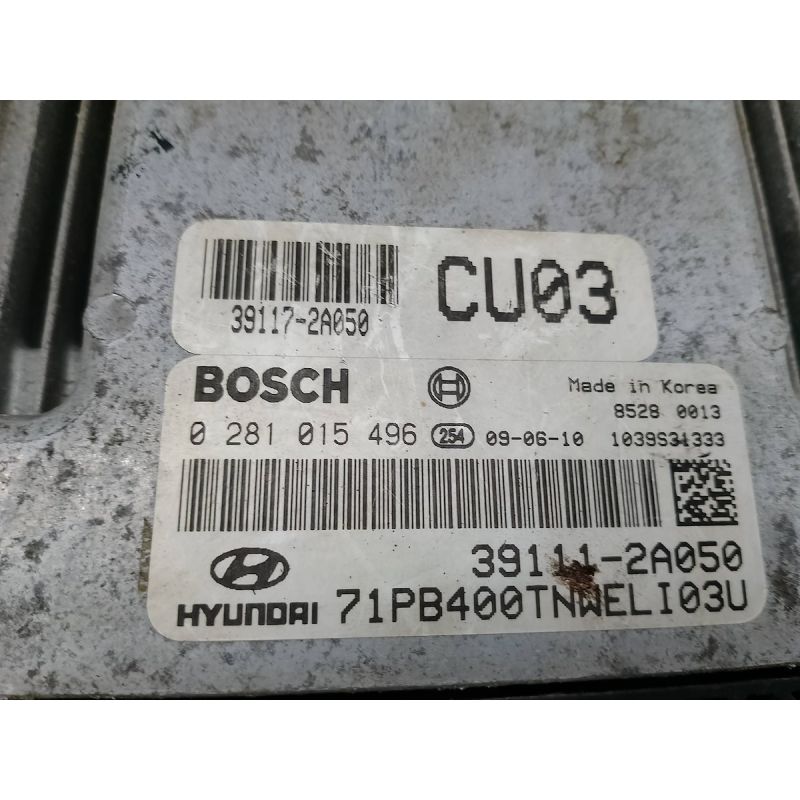 39117-2A050
CU03
BOSCH
Made in Korea
8528 0013
0 281 015 496 254 09-06-10 1039S31333
39111-2A050
HYUNDAI 71PB400TNWELI03U